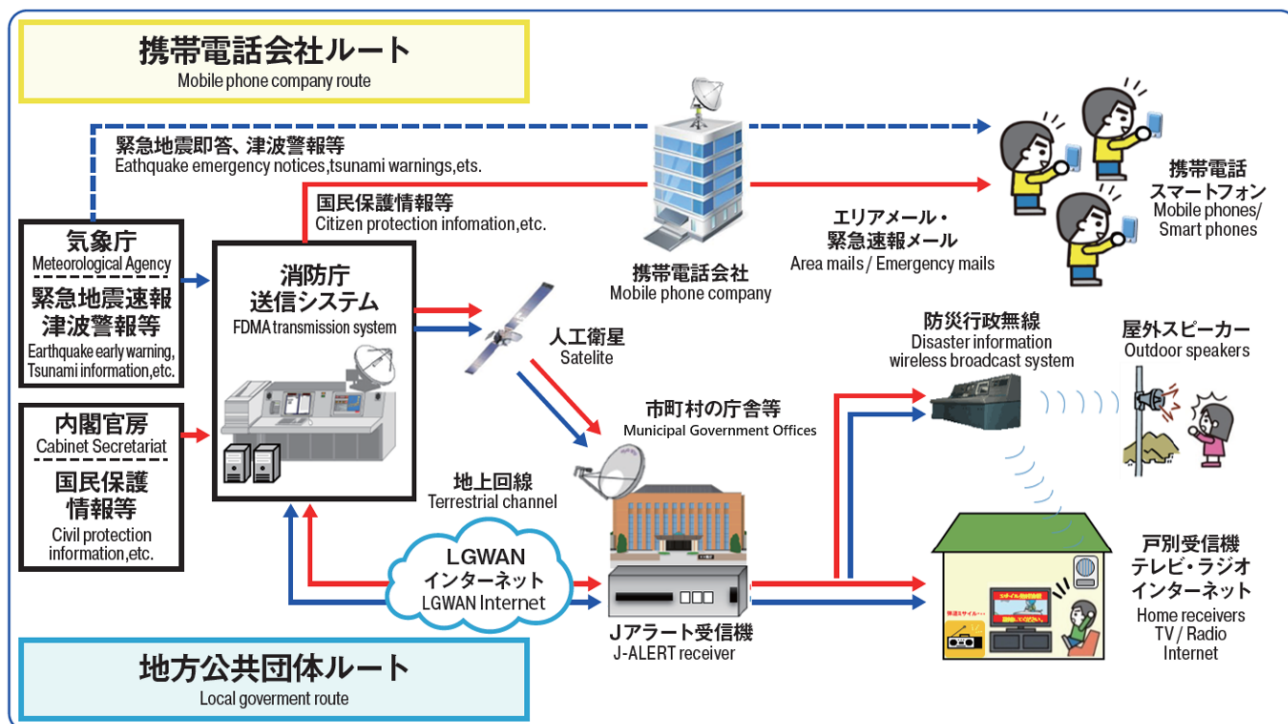 携帯電話会社ルート
Mobile phone company route
緊急地震即答、津波警報等
Eathquake emergency notices,tsunami warnings,ets.
国民保護情報等
Citizen protection infomation,etc.
携帯電話会社
Mobile phone company
エリアメール・
緊急速報メール
Area mails / Emergency mails
携帯電話
スマートフォン
Mobile phones/
Smart phones
気象庁
Meteorological Agency
緊急地震速報
津波警報等
Earthquake early warning,
Tsunami information,etc.
内閣官房
Cabinet Secretariat
国民保護
情報等
Civil protection
information,etc.
消防庁
送信システム
FDMA transmission system
人工衛星
Satelite
市町村の庁舎等
Municipal Government Offices
地上回線
Terrestrial channel
LGWAN
インターネット
LGWAN Internet
Jアラート受信機
J-ALERT receiver
防災行政無線
Disaster information
wireless broadcast system
屋外スピーカー
Outdoor speakers
戸別受信機
テレビ・ラジオ
インターネット
Home receivers
TV / Radio
Internet
地方公共団体ルート
Local goverment route